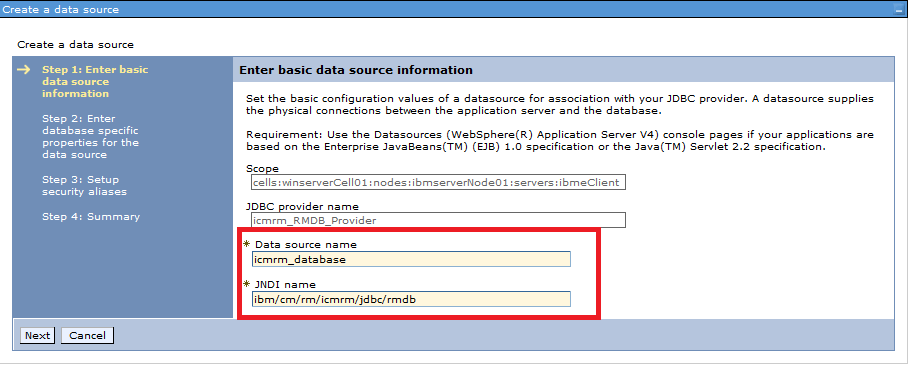 Create a data source
Create a data source
Step 1: Enter basic
data source
information
Step 2: Enter
database specific
properties for the
data source
Step 3: Setup
security aliases
Step 4: Summary
Enter basic data source information
Set the basic configuration values of a datasource for association with your JDBC provider. A datasource supplies
the physical connections between the application server and the database.
Requirement: Use the Datasources (WebSphere(R) Application Server V4) console pages if your applications are
based on the Enterprise JavaBeans(TM) (EJB) 1.0 specification or the Java(TM) Servlet 2.2 specification.
Scope
cells:winserverCell01:nodes:ibmserverNode01:servers:ibmeClient
JDBC provider name
icmrm_RMDB_Provider
* Data source name
icmrm_database
* JNDI name
ibm/cm/rm/icmrm/jdbc/rmdb
Next Cancel